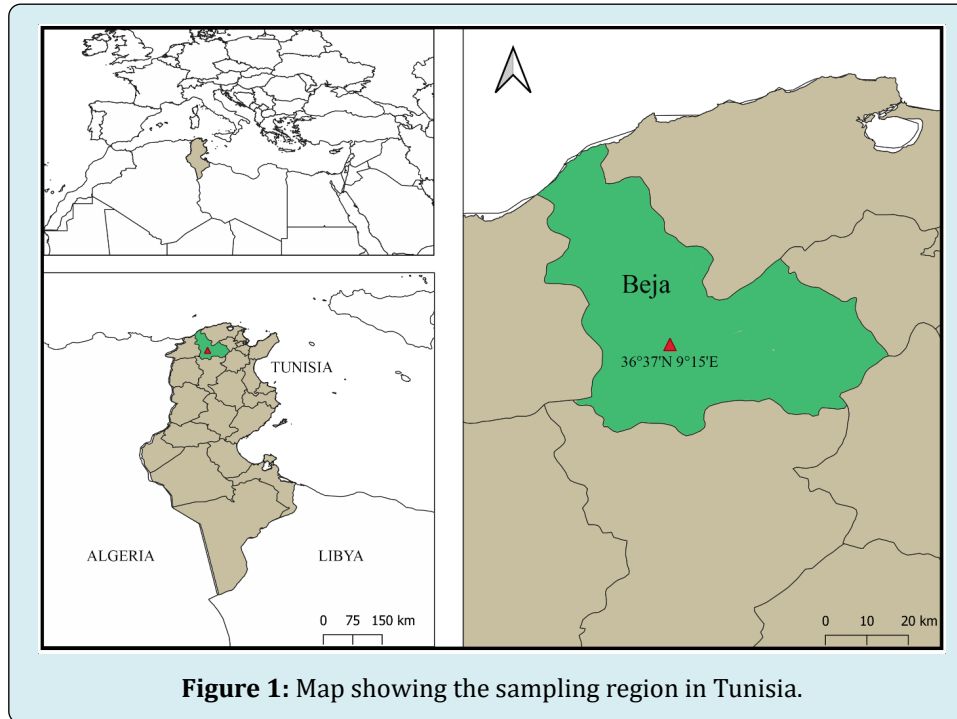 TUNISIA
ALGERIA
LIBYA
0 75 150 km
Beja
36°37'N 9°15'E
0 10 20 km
Figure 1: Map showing the sampling region in Tunisia.